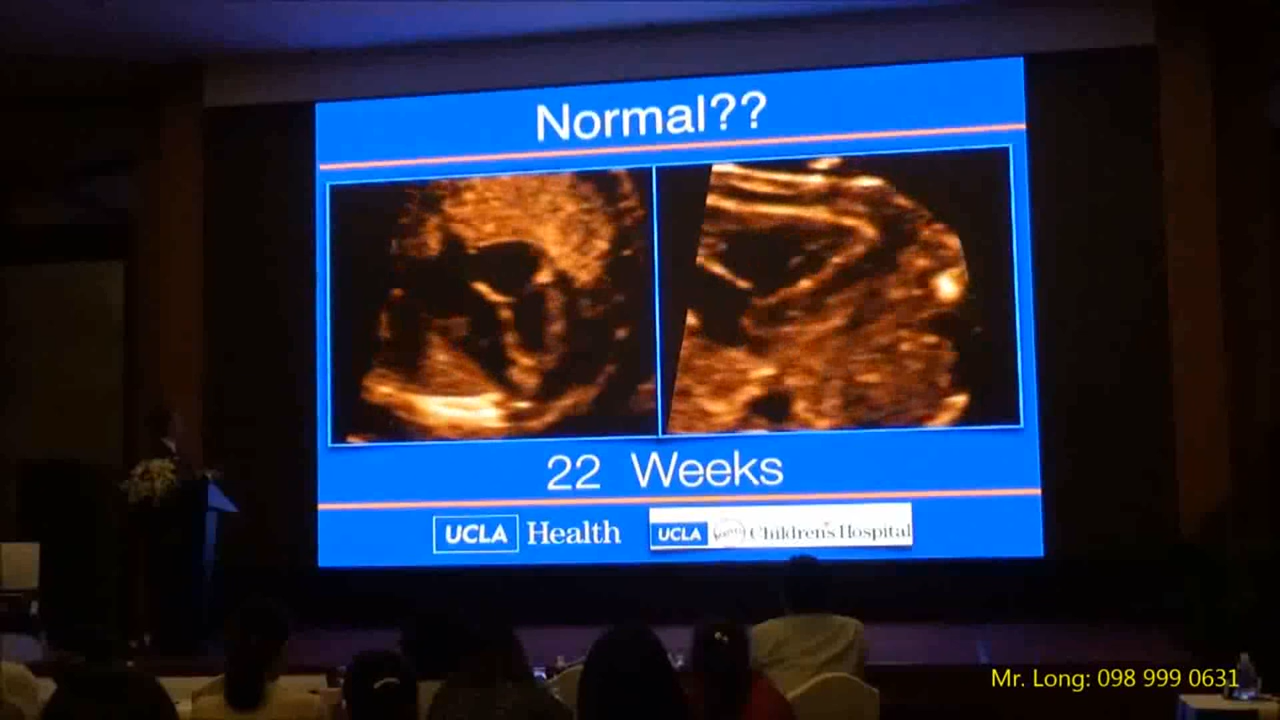 Normal??
22 Weeks
UCLA Health
UCLA Children's Hospital
Mr. Long: 098 999 0631